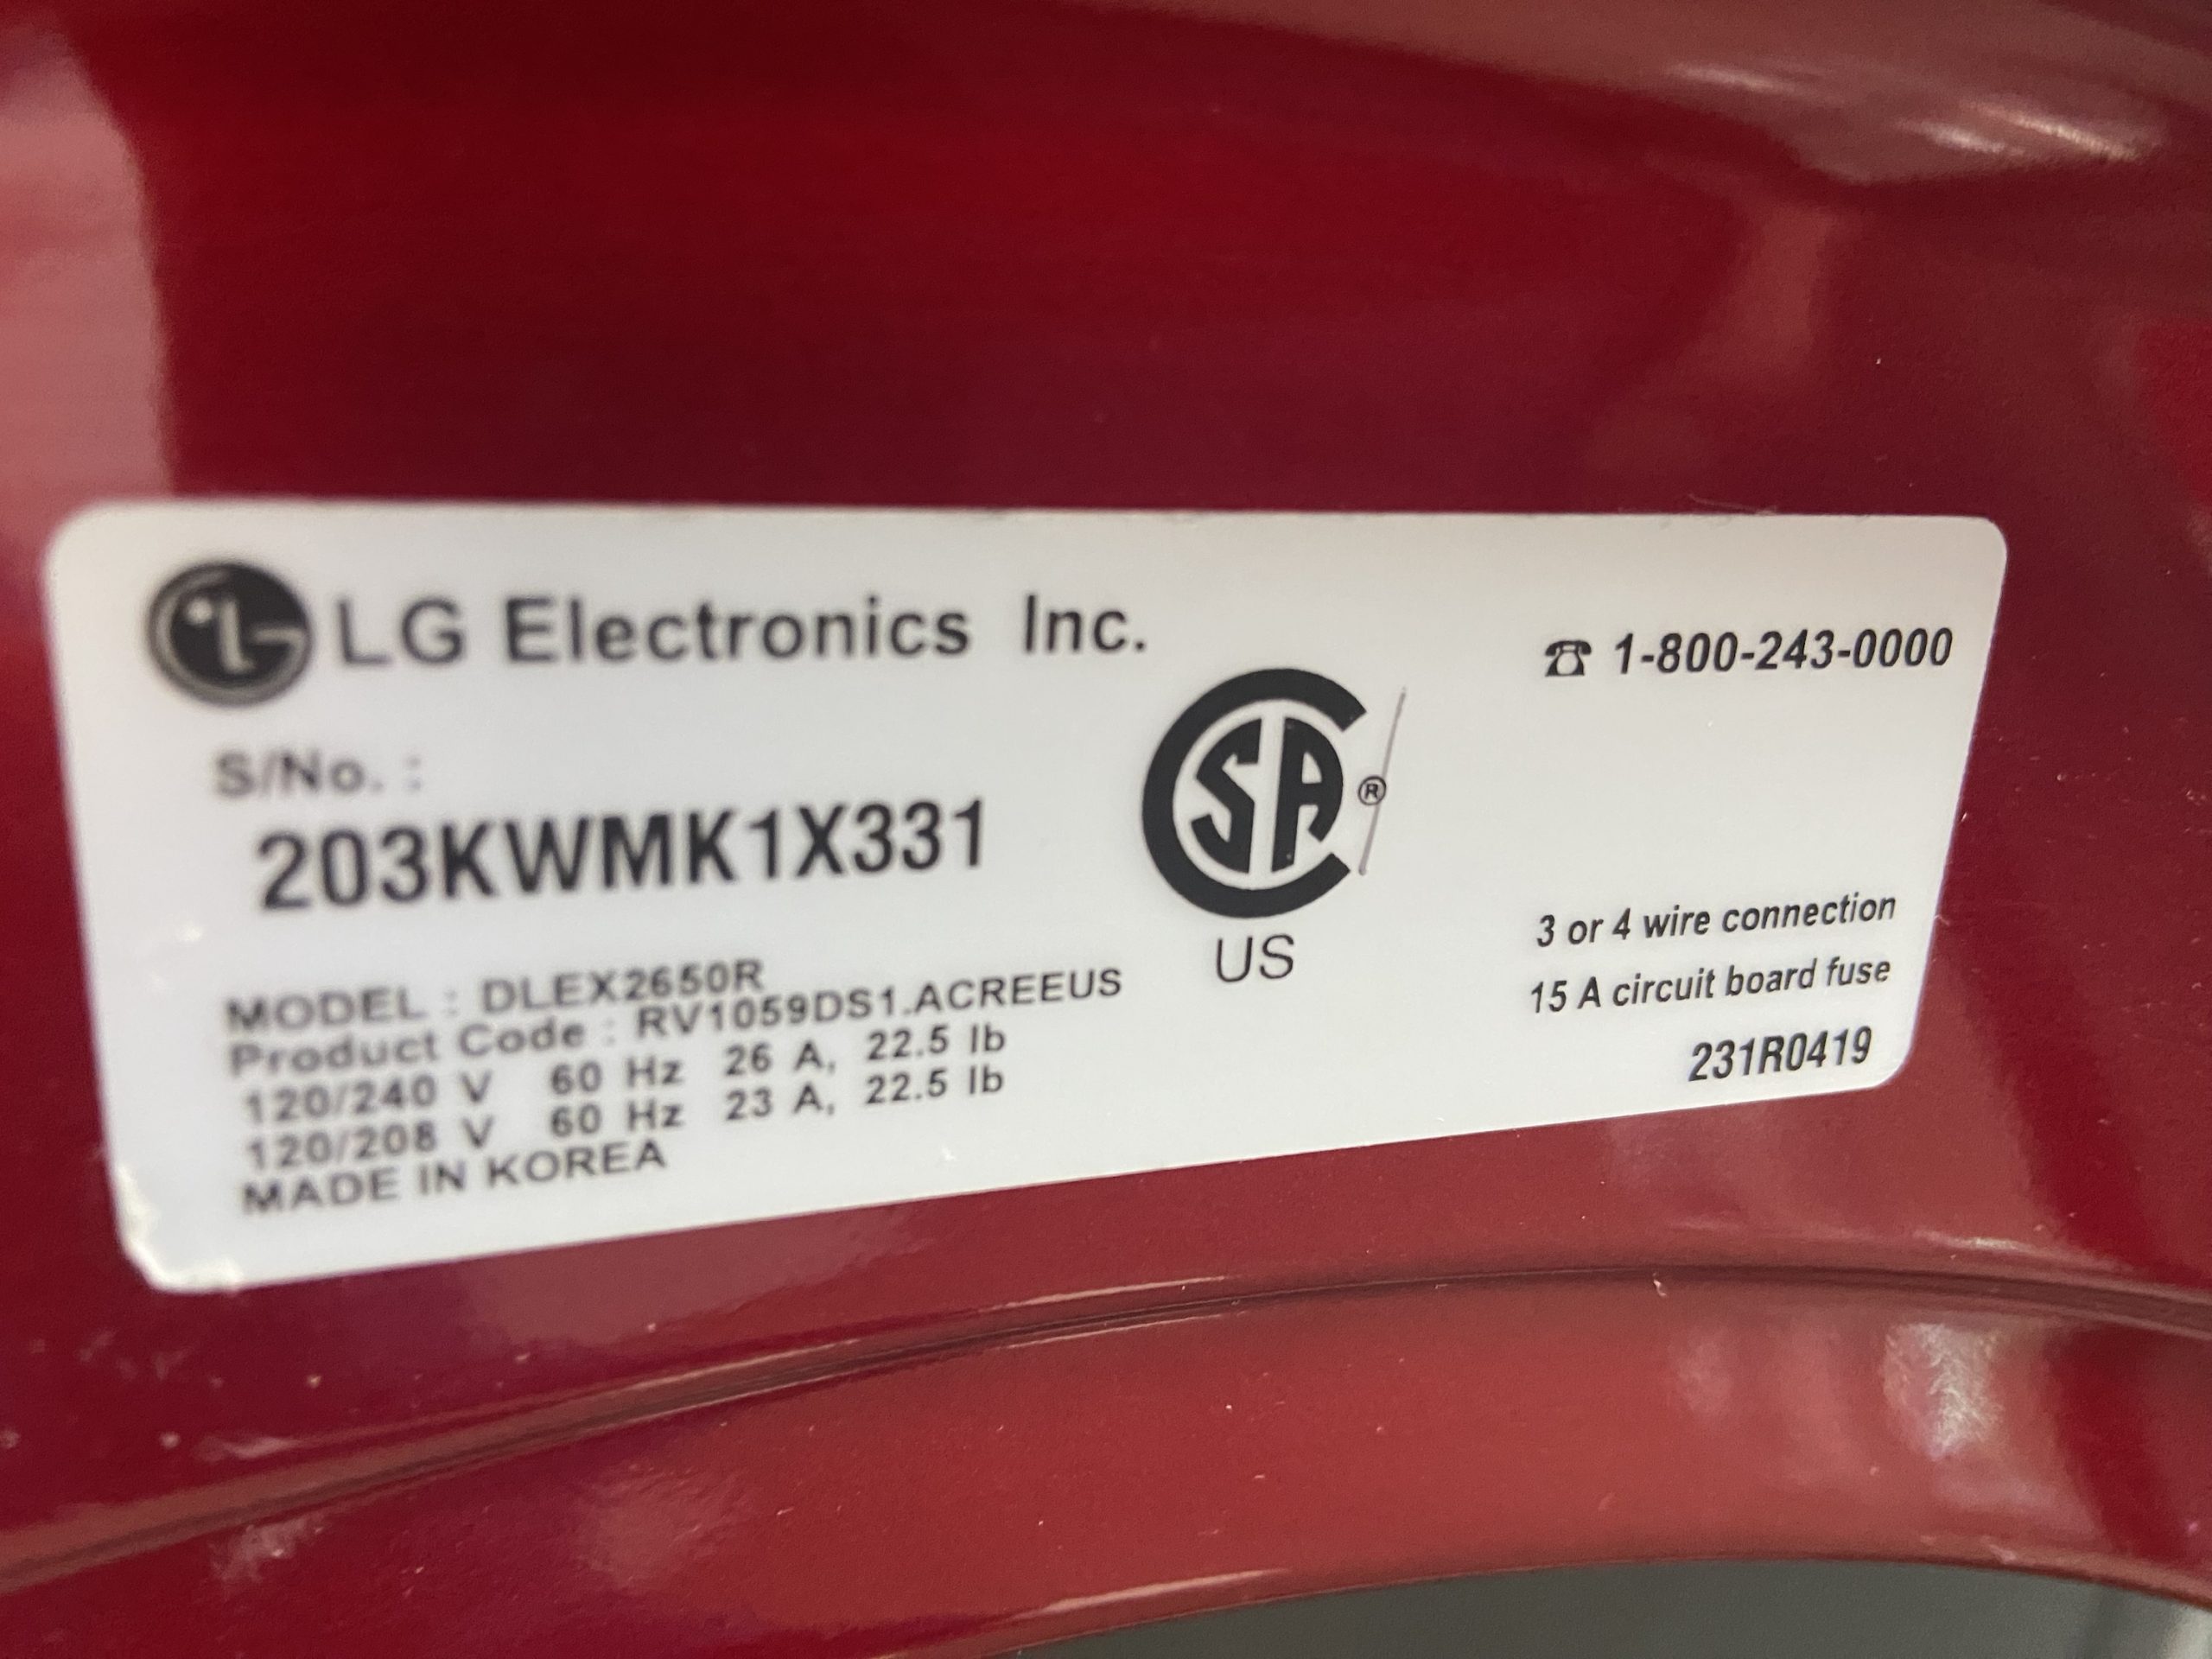 LG Electronics Inc.
☎ 1-800-243-0000
S/No. :
203KWMK1X331
SA ®
US
MODEL : DLEX2650R
Product Code : RV1059DS1.ACREEUS
120/240 V 60 Hz 26 A, 22.5 lb
120/208 V 60 Hz 23 A, 22.5 lb
MADE IN KOREA
3 or 4 wire connection
15 A circuit board fuse
231R0419